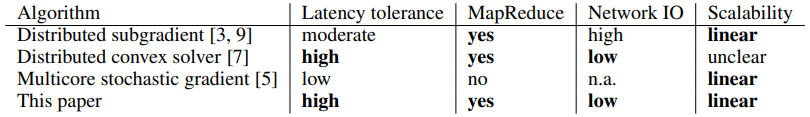 Algorithm Latency tolerance MapReduce Network IO Scalability
Distributed subgradient [3, 9] moderate yes high linear
Distributed convex solver [7] high yes low unclear
Multicore stochastic gradient [5] low no n.a. linear
This paper high yes low linear